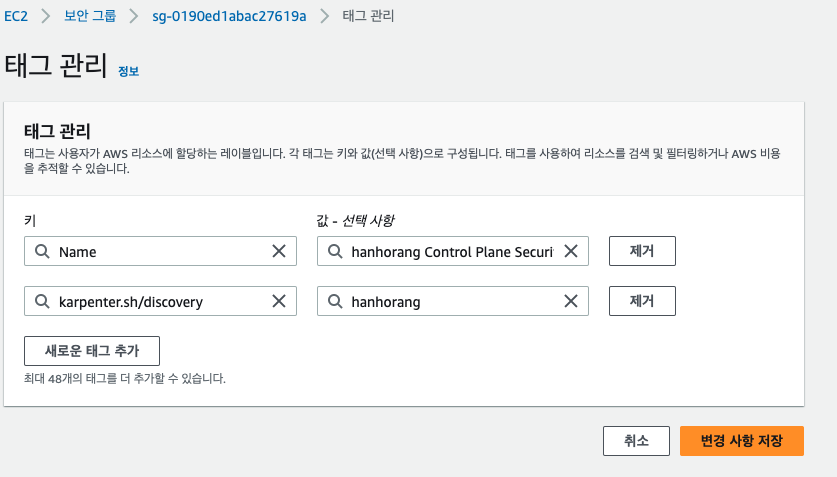 EC2 > 보안 그룹 > sg-0190ed1abac27619a > 태그 관리
태그 관리 정보
태그 관리
태그는 사용자가 AWS 리소스에 할당하는 레이블입니다. 각 태그는 키와 값(선택 사항)으로 구성됩니다. 태그를 사용하여 리소스를 검색 및 필터링하거나 AWS 비용
을 추적할 수 있습니다.
키 값 - 선택 사항
Name hanhorang Control Plane Securi 제거
karpenter.sh/discovery hanhorang 제거
새로운 태그 추가
최대 48개의 태그를 더 추가할 수 있습니다.
취소 변경 사항 저장